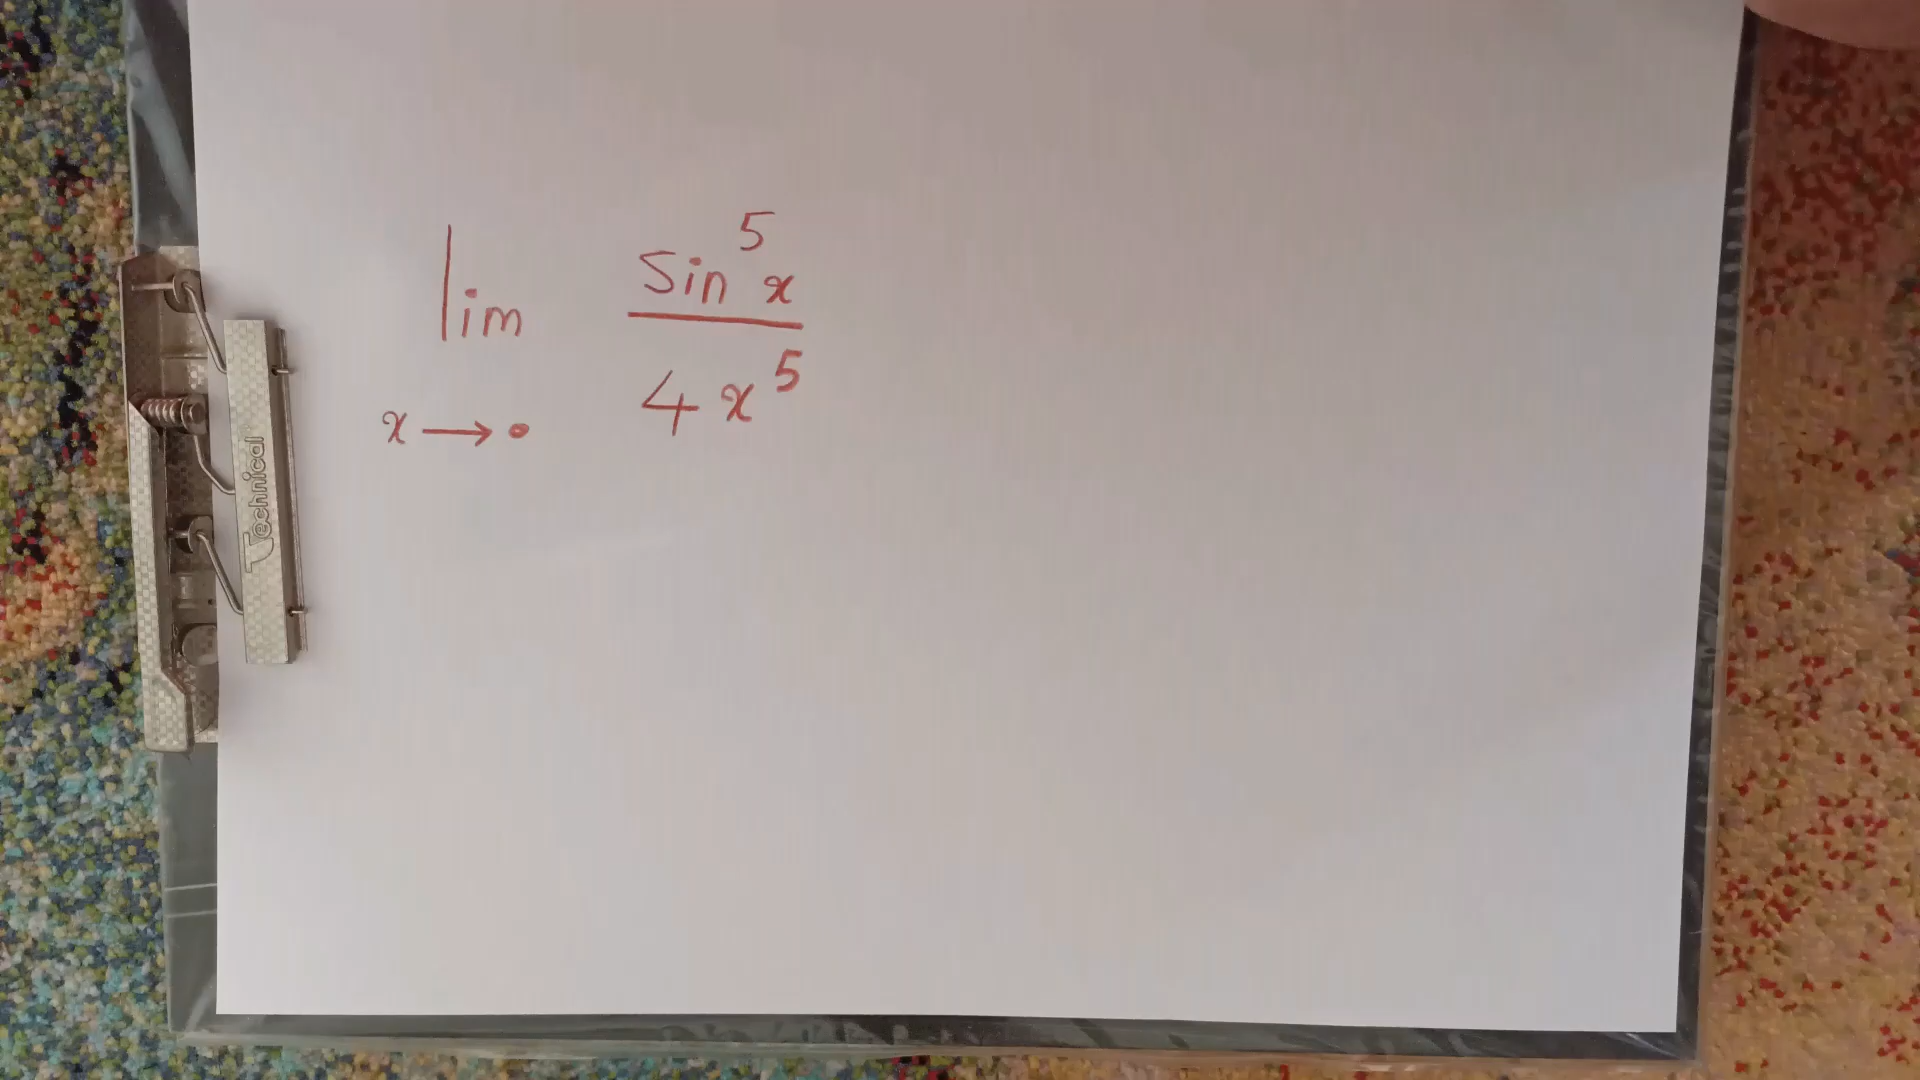 lim sin⁵x / 4x⁵
x → 0
Technical